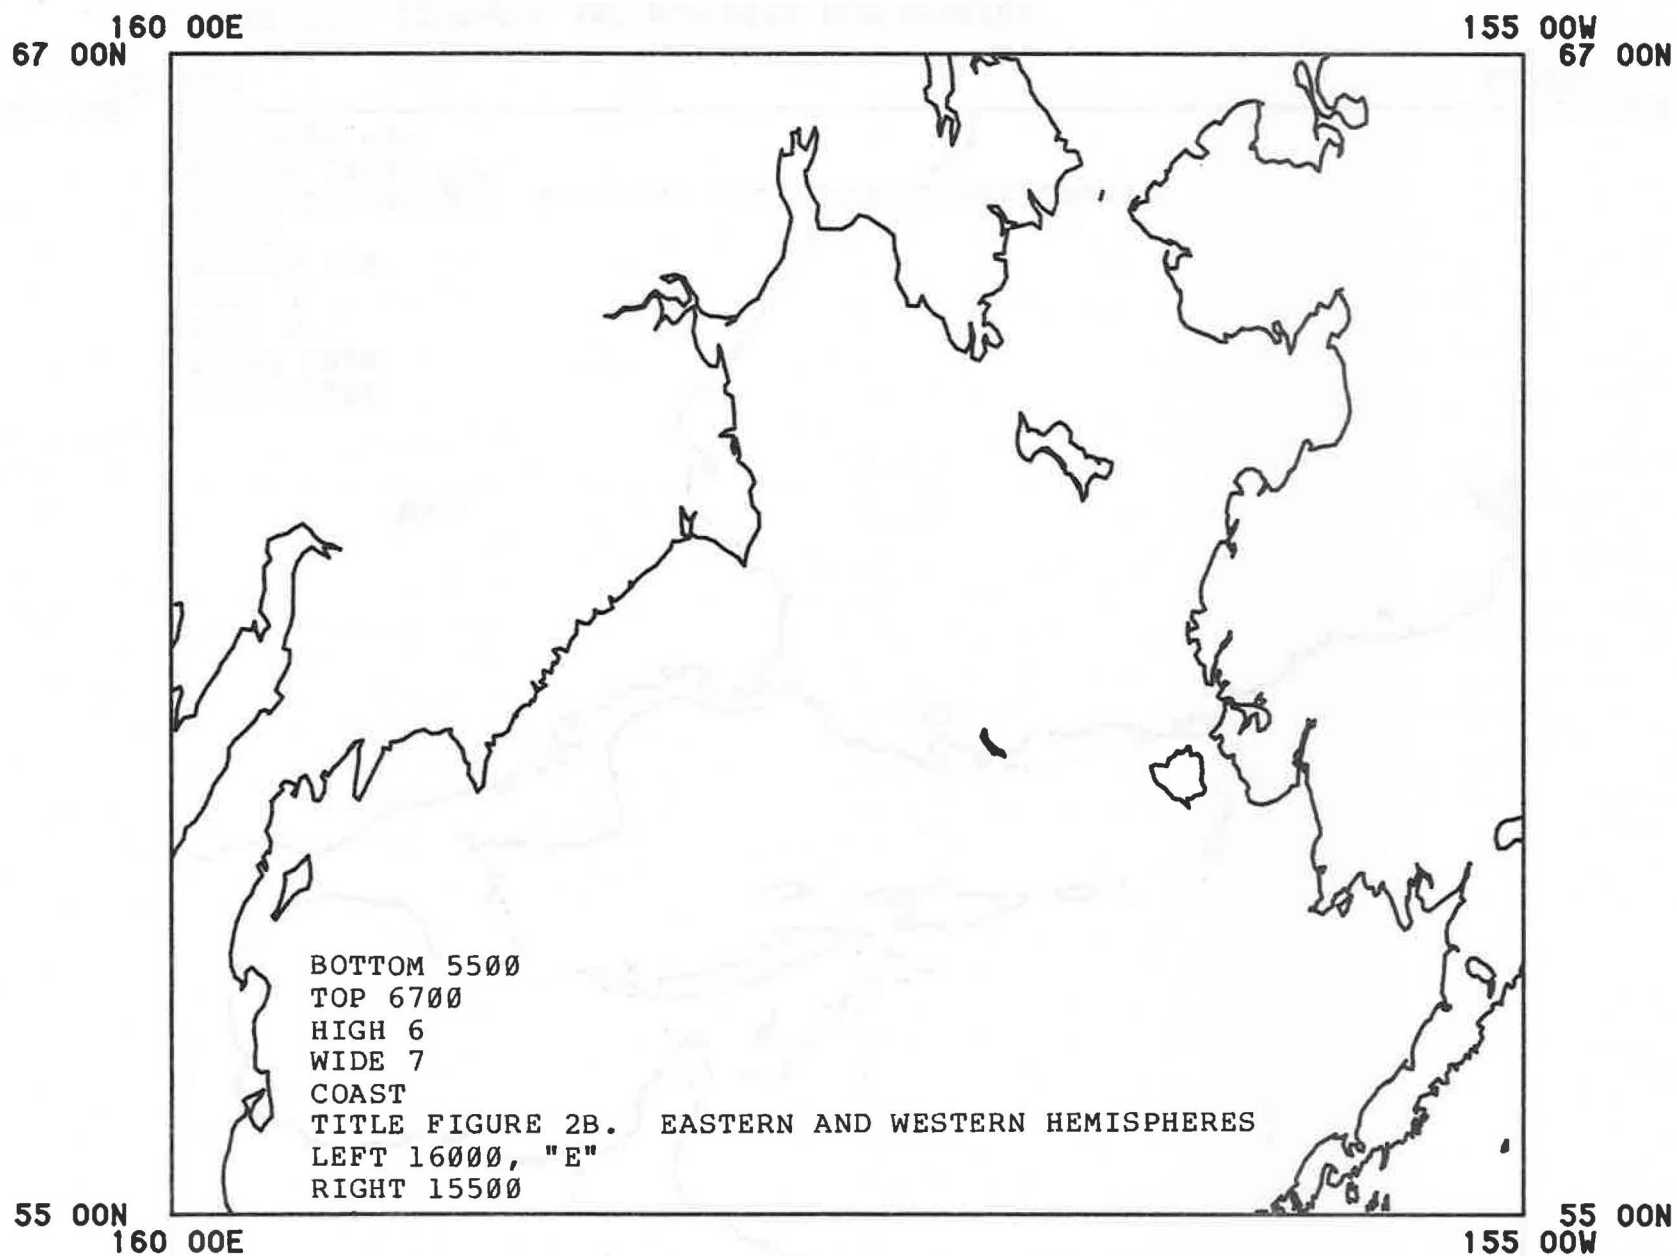 160 00E 155 00W
67 00N 67 00N
BOTTOM 5500
TOP 6700
HIGH 6
WIDE 7
COAST
TITLE FIGURE 2B. EASTERN AND WESTERN HEMISPHERES
LEFT 16000, "E"
RIGHT 15500
55 00N 55 00N
160 00E 155 00W